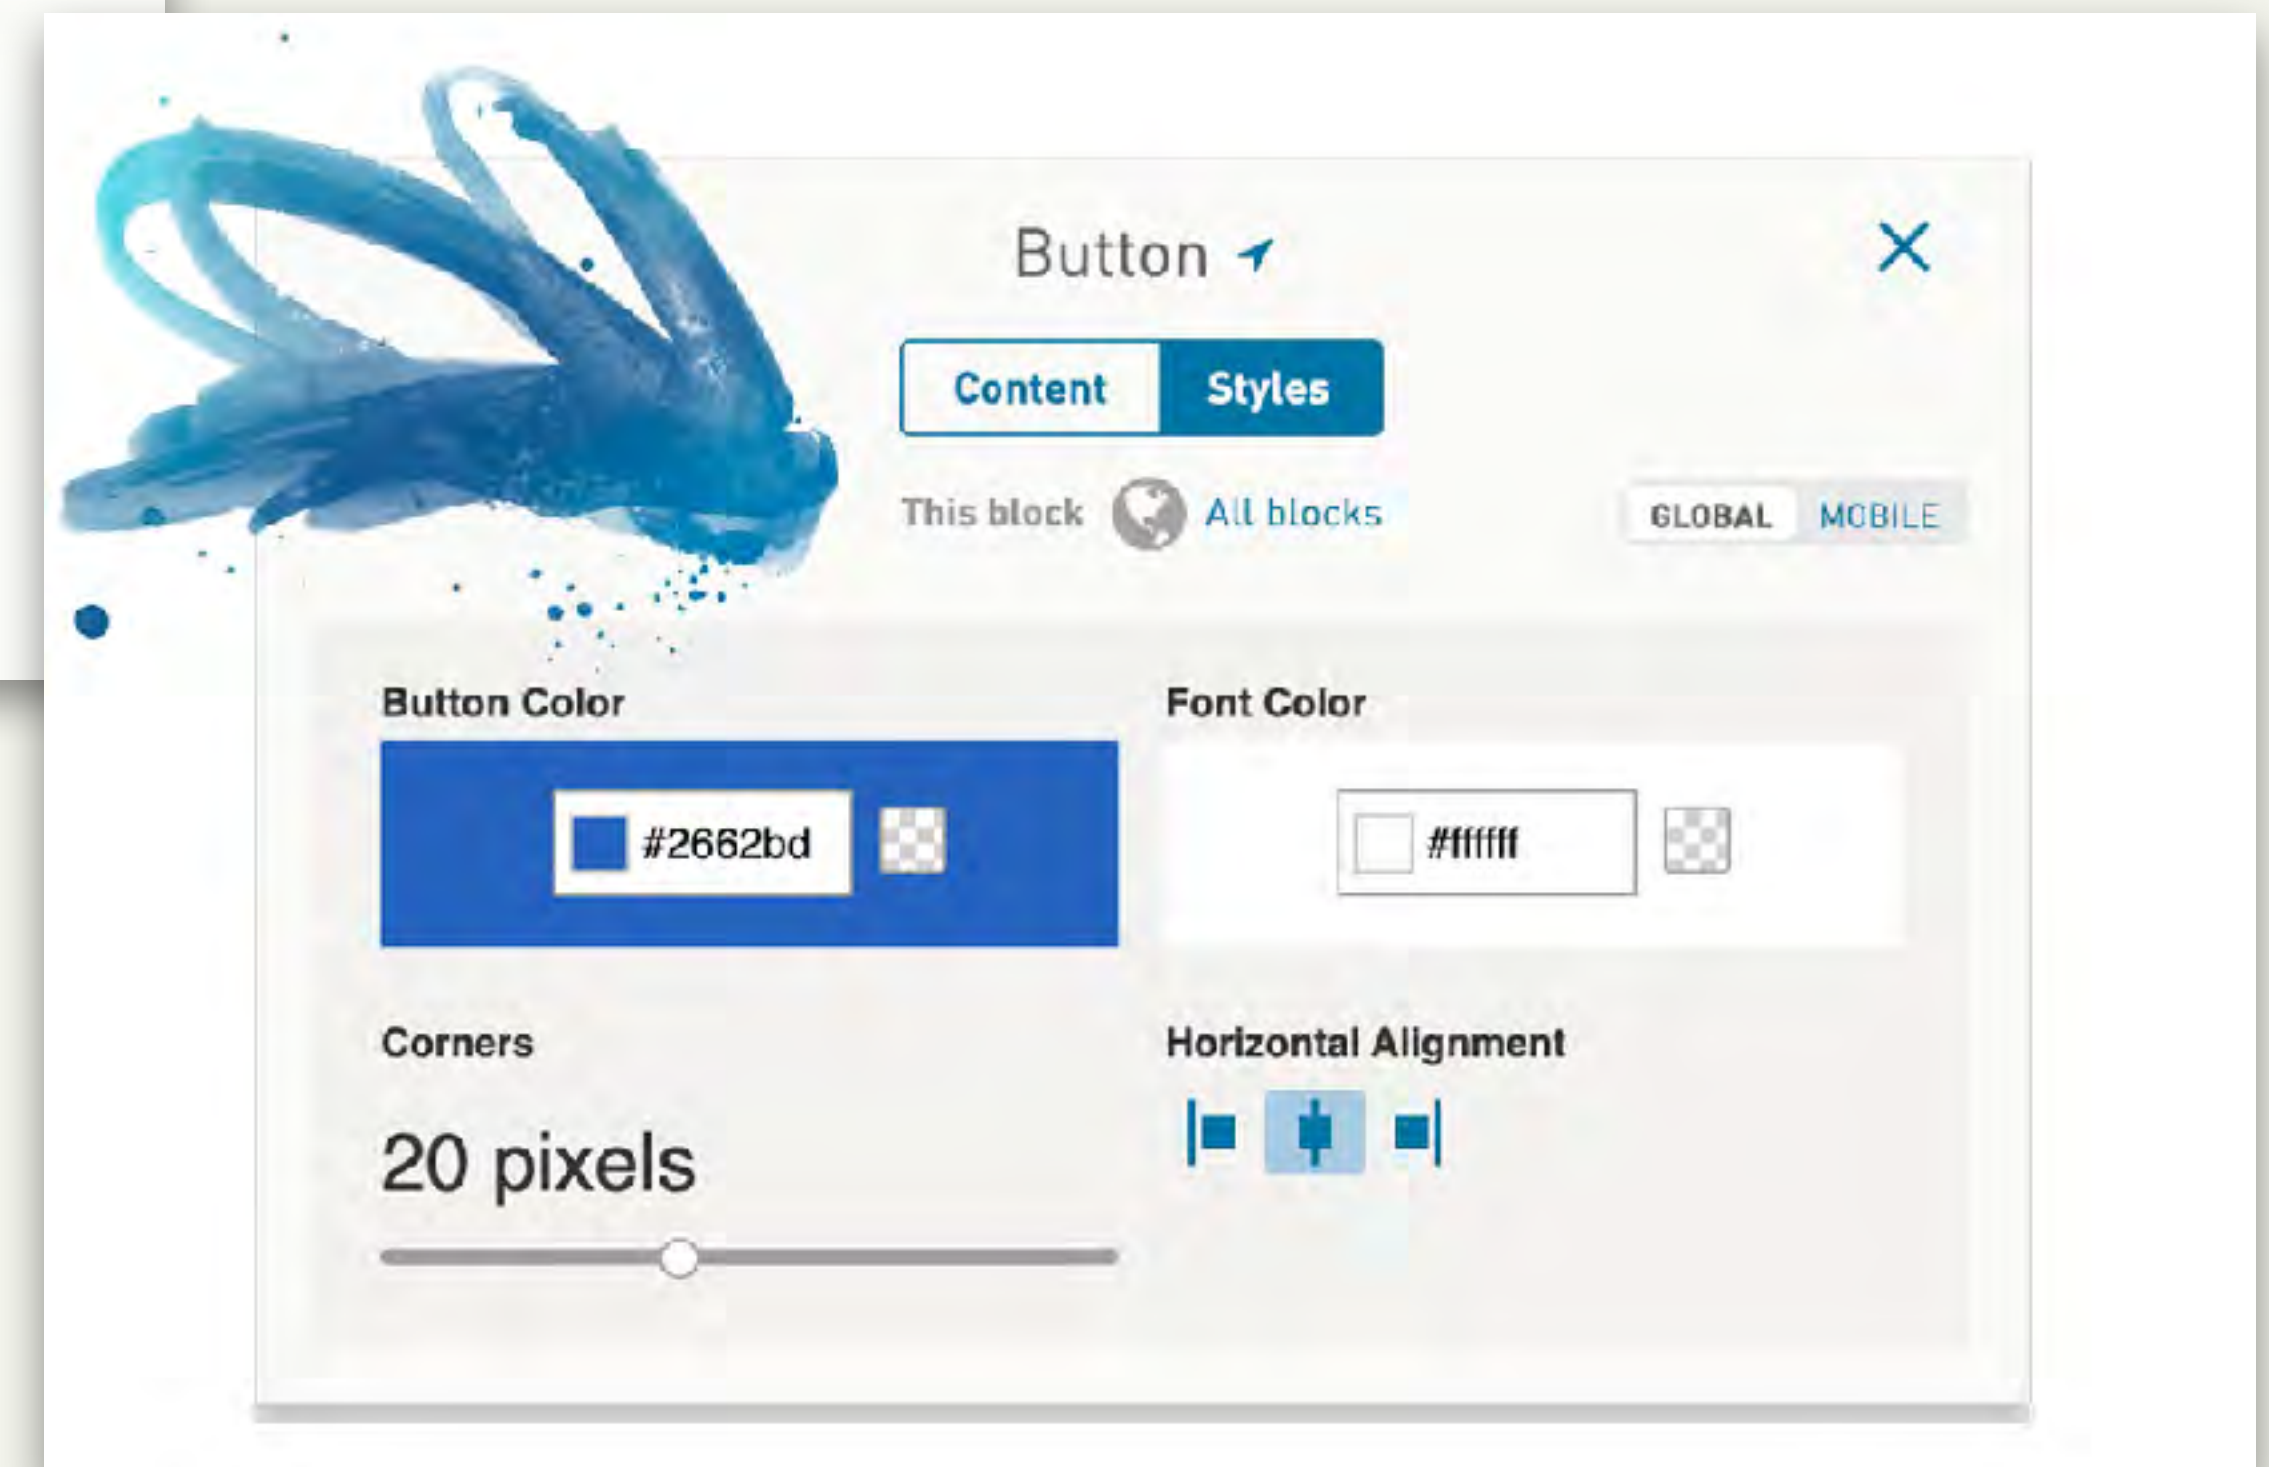 Button
Content Styles
This block All blocks
GLOBAL MOBILE
Button Color Font Color
#2662bd #ffffff
Corners Horizontal Alignment
20 pixels